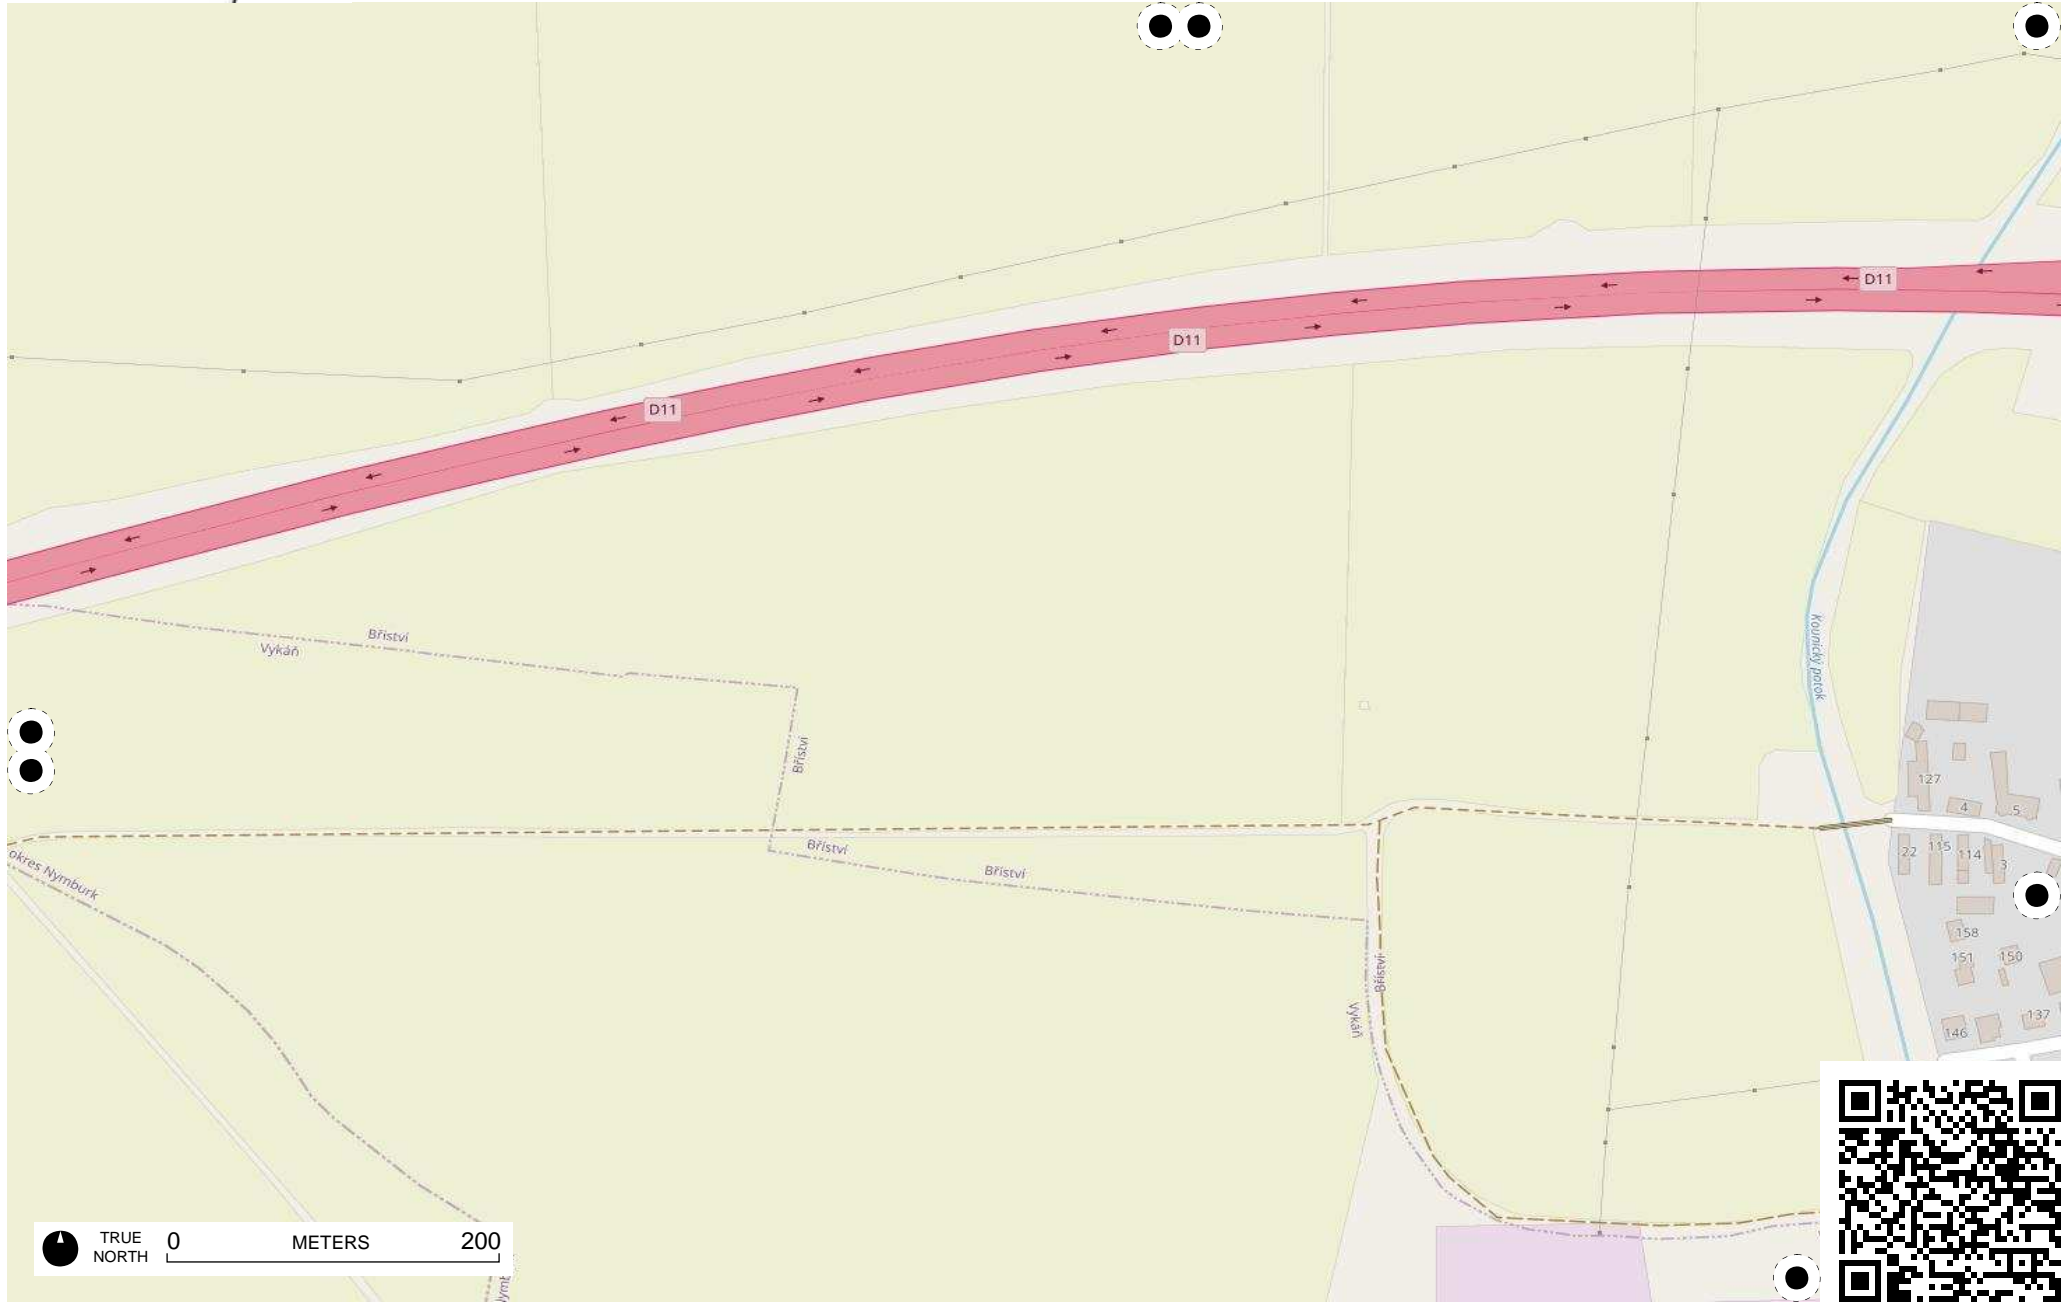 D11
D11
D11
Bříství
Vykáň
Kounický potok
Bříství
127
4
5
Bříství
22
115
114
3
okres Nymburk
Bříství
158
151
150
Bříství
Vykáň
146
137
TRUE
NORTH
0
METERS
200